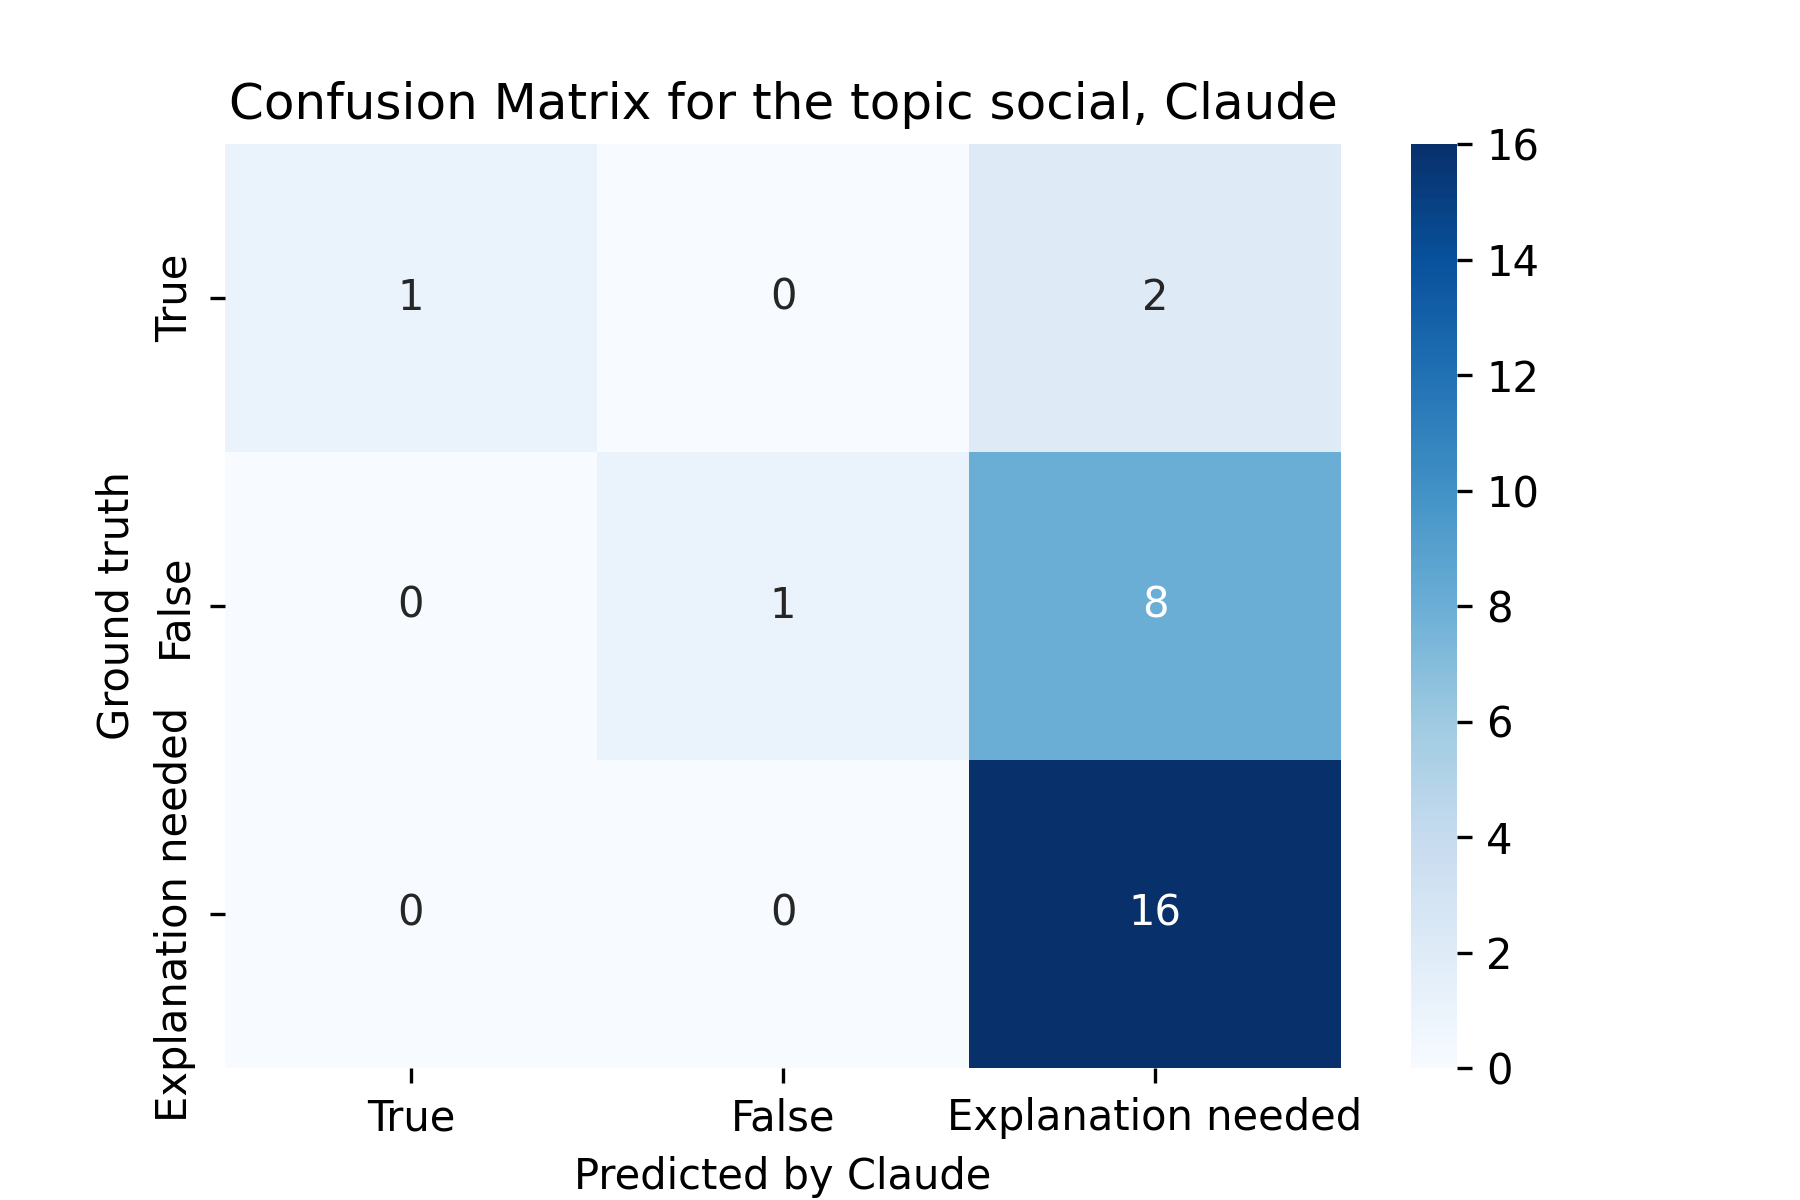 Confusion Matrix for the topic social, Claude
Ground truth
True
1
0
2
False
0
1
8
Explanation needed
0
0
16
True
False
Explanation needed
Predicted by Claude
16
14
12
10
8
6
4
2
0